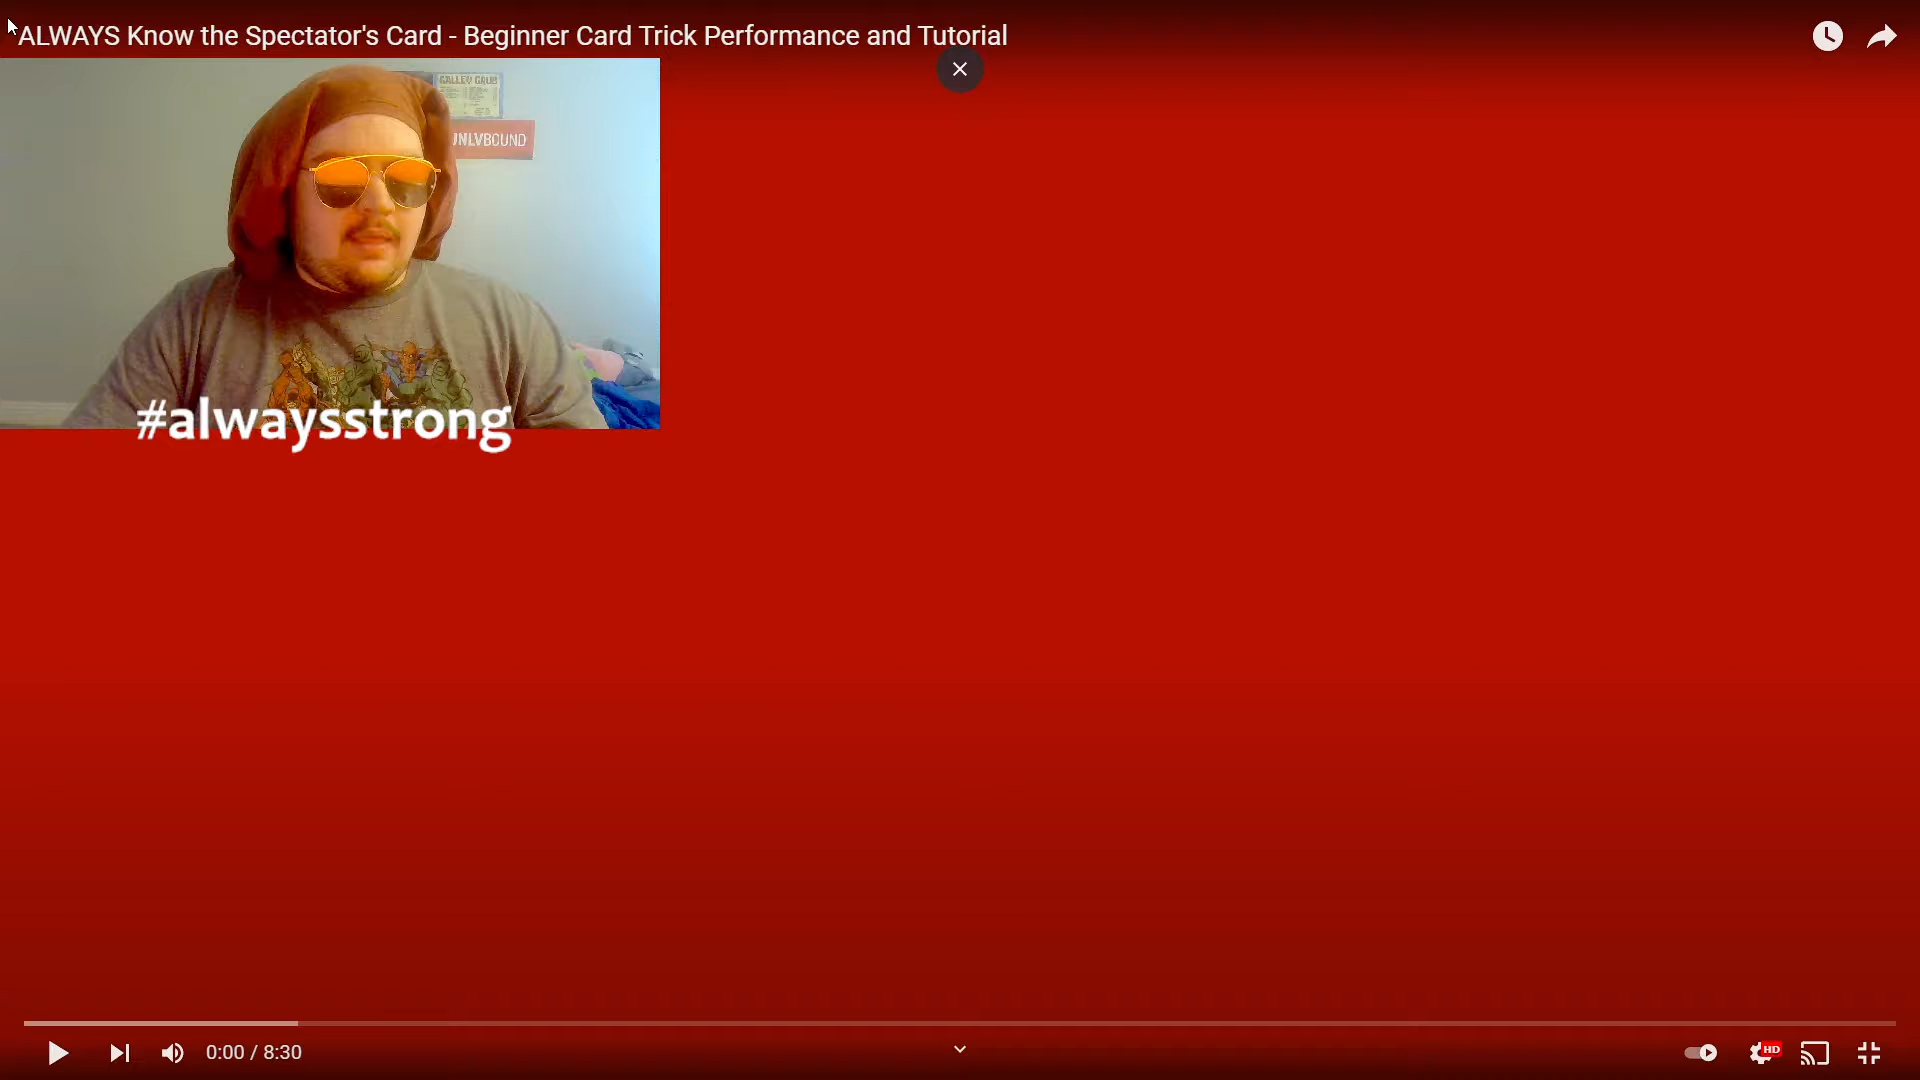 ALWAYS Know the Spectator's Card - Beginner Card Trick Performance and Tutorial
UNLVBOUND
#alwaysstrong
0:00 / 8:30
HD